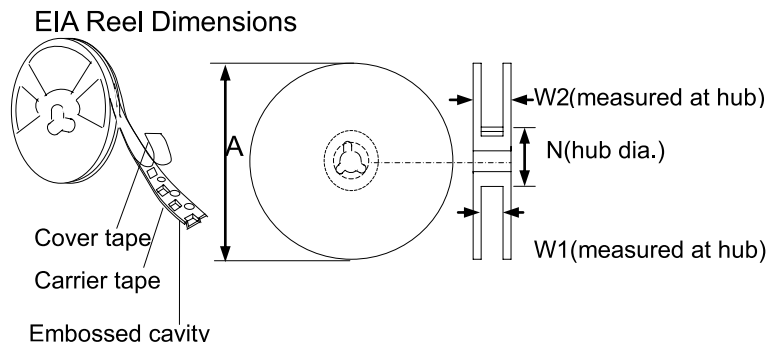 EIA Reel Dimensions
A
W2(measured at hub)
N(hub dia.)
W1(measured at hub)
Cover tape
Carrier tape
Embossed cavity